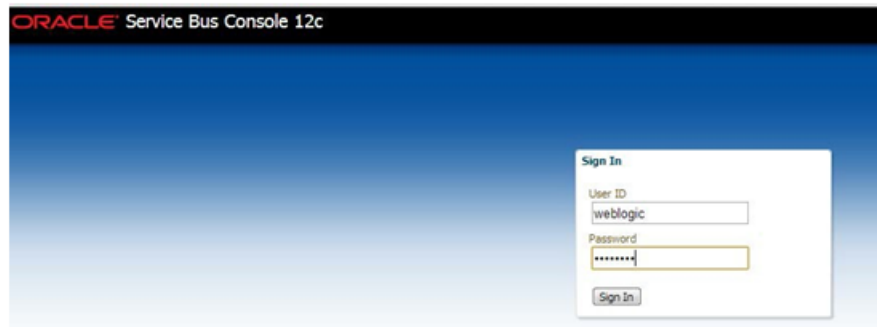 ORACLE Service Bus Console 12c
Sign In
User ID
weblogic
Password
••••••••
Sign In